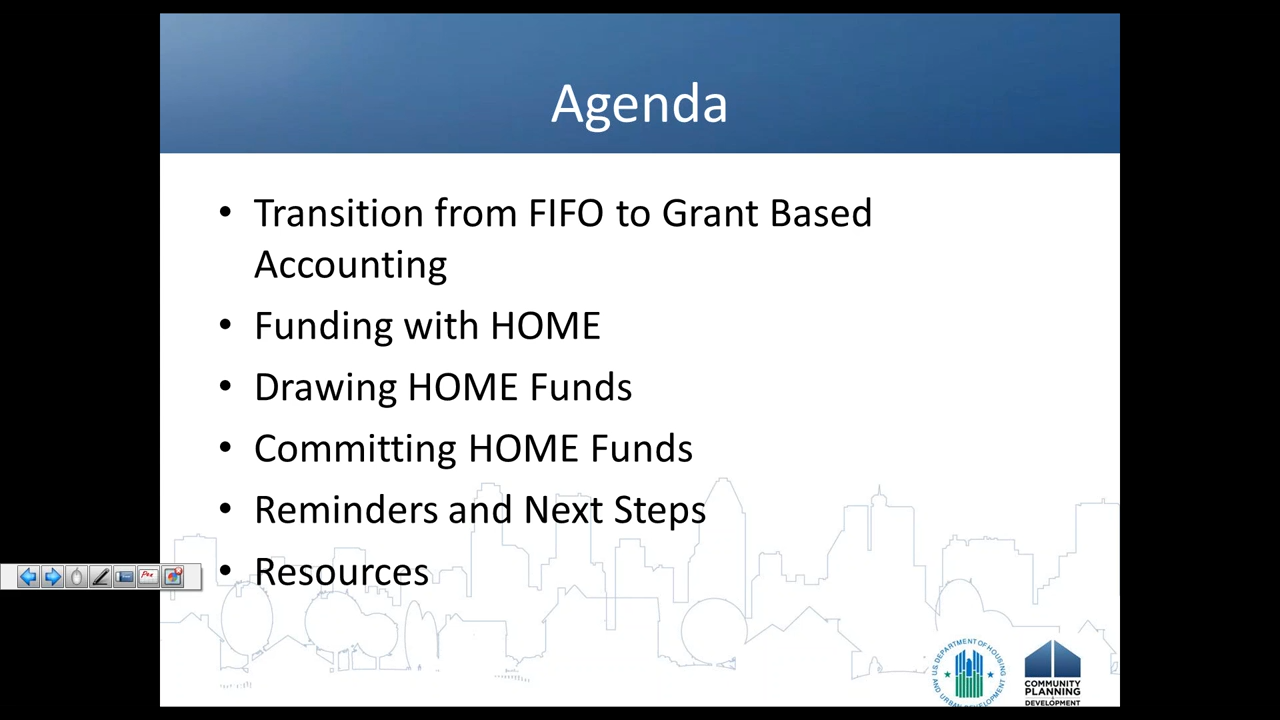 Agenda
• Transition from FIFO to Grant Based
Accounting
• Funding with HOME
• Drawing HOME Funds
• Committing HOME Funds
• Reminders and Next Steps
• Resources
U.S. DEPARTMENT OF HOUSING
AND URBAN DEVELOPMENT
COMMUNITY
PLANNING
&
DEVELOPMENT